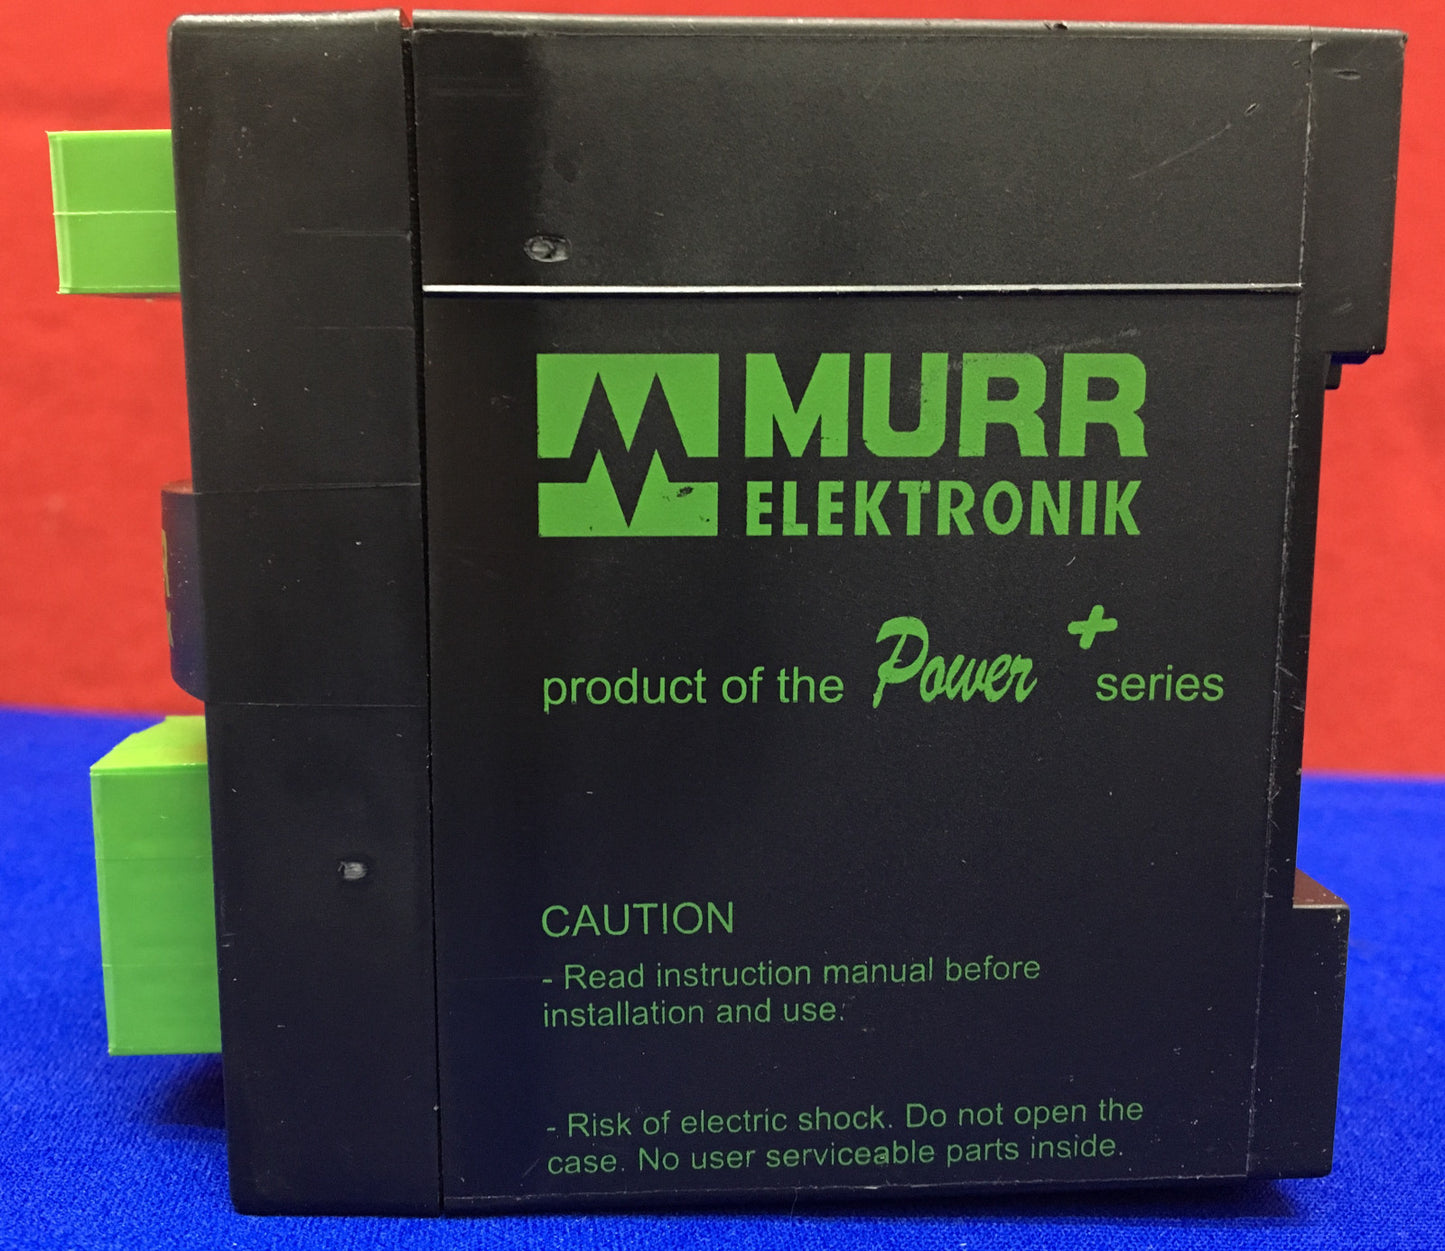 MURR
ELEKTRONIK
product of the Power + series
CAUTION
- Read instruction manual before
installation and use.
- Risk of electric shock. Do not open the
case. No user serviceable parts inside.